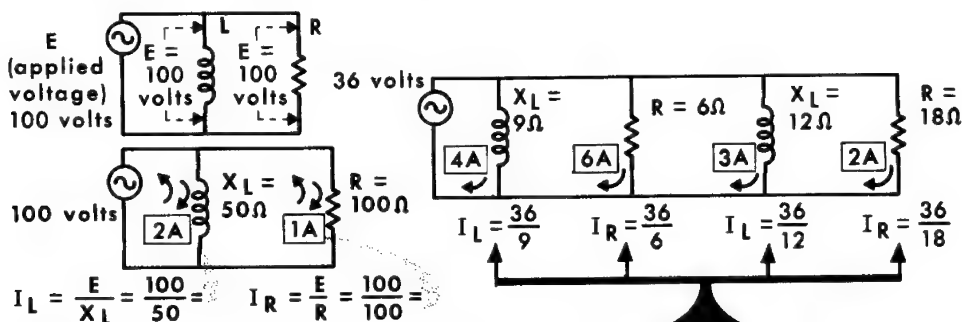 E
(applied
voltage)
100 volts
L
R
E =
100
volts
E =
100
volts
100 volts
X_L =
50Ω
R =
100Ω
2A
1A
I_L = E/X_L = 100/50 =
I_R = E/R = 100/100 =
36 volts
X_L =
9Ω
R = 6Ω
X_L =
12Ω
R =
18Ω
4A
6A
3A
2A
I_L = 36/9
I_R = 36/6
I_L = 36/12
I_R = 36/18